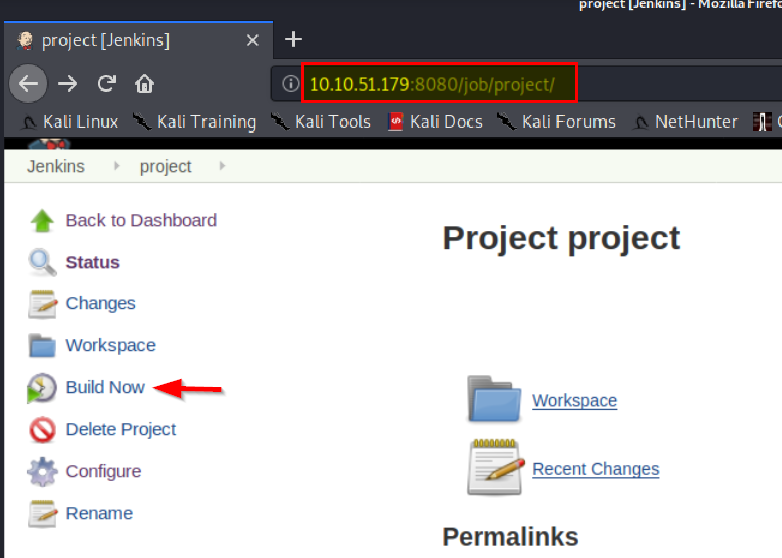 project [Jenkins] - Mozilla Firefo
project [Jenkins]
10.10.51.179:8080/job/project/
Kali Linux Kali Training Kali Tools Kali Docs Kali Forums NetHunter
Jenkins project
Back to Dashboard
Status
Changes
Workspace
Build Now
Delete Project
Configure
Rename
Project project
Workspace
Recent Changes
Permalinks